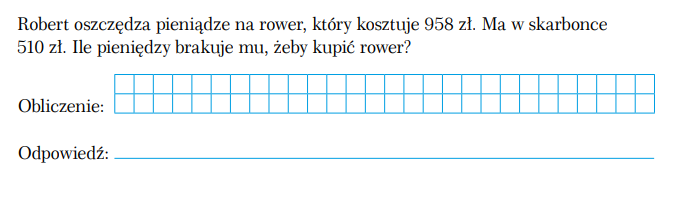 Robert oszczędza pieniądze na rower, który kosztuje 958 zł. Ma w skarbonce
510 zł. Ile pieniędzy brakuje mu, żeby kupić rower?
Obliczenie:
Odpowiedź: